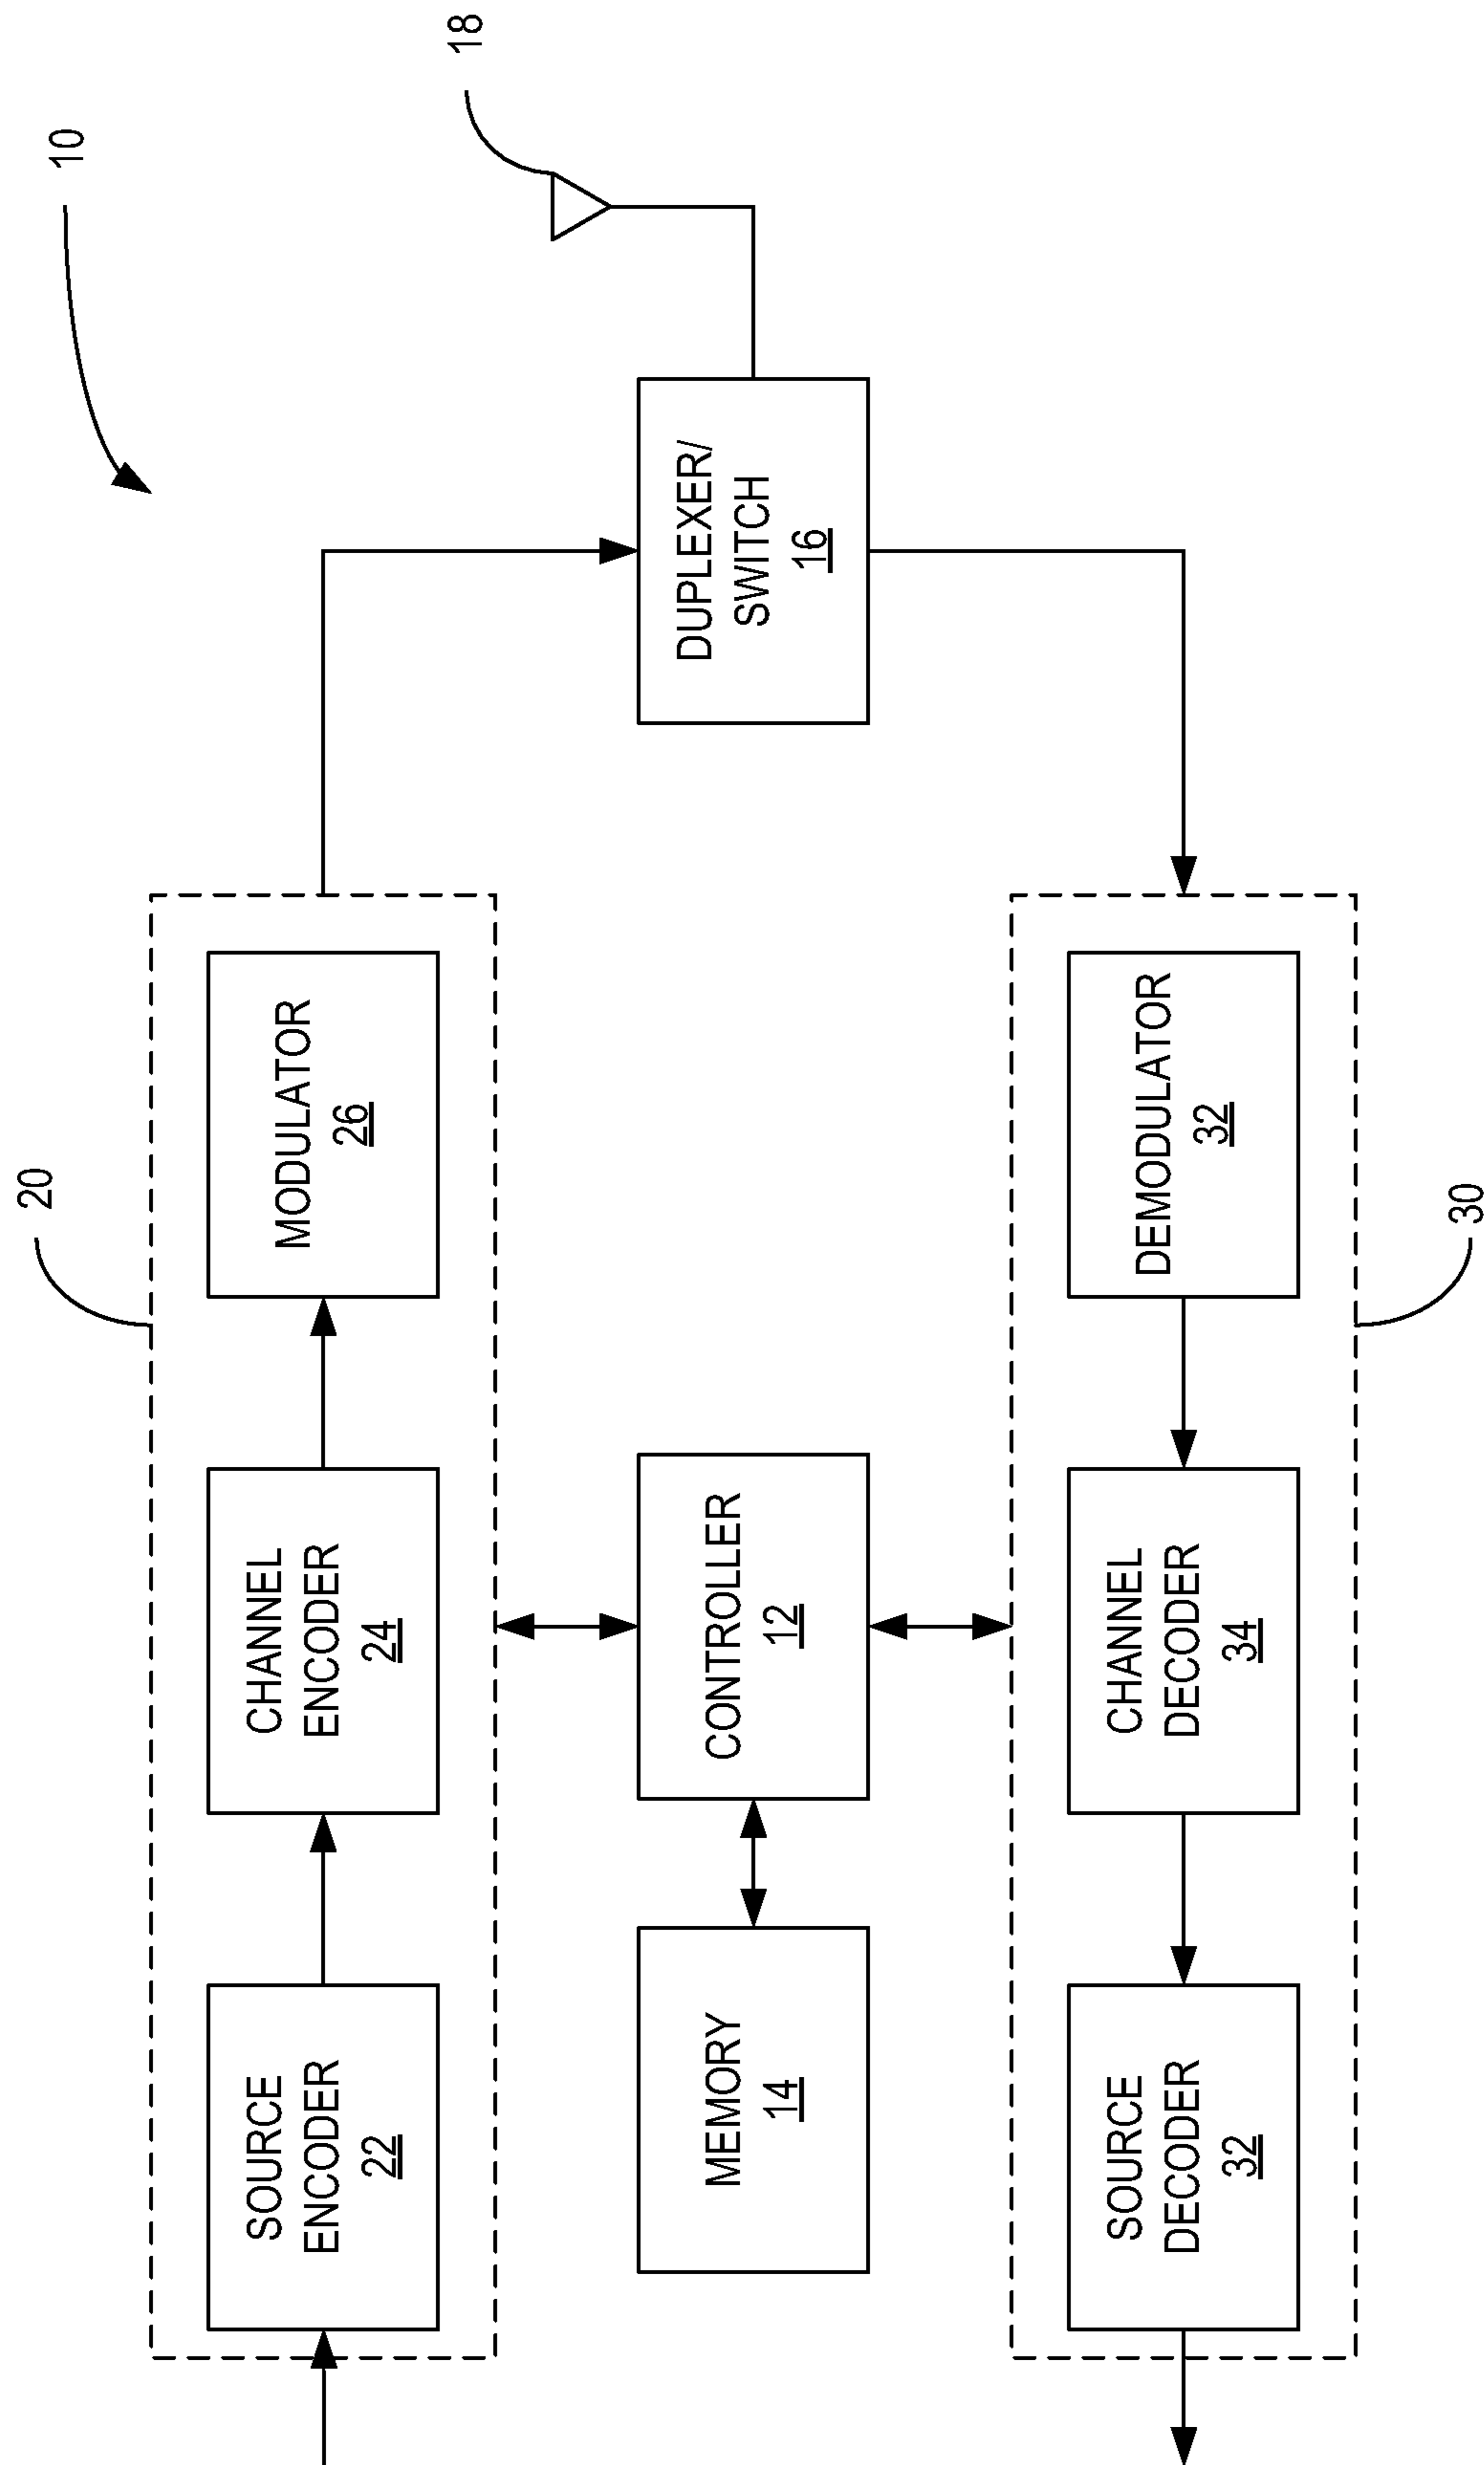 10
18
20
SOURCE
ENCODER
22
CHANNEL
ENCODER
24
MODULATOR
26
MEMORY
14
CONTROLLER
12
DUPLEXER/
SWITCH
16
SOURCE
DECODER
32
CHANNEL
DECODER
34
DEMODULATOR
32
30